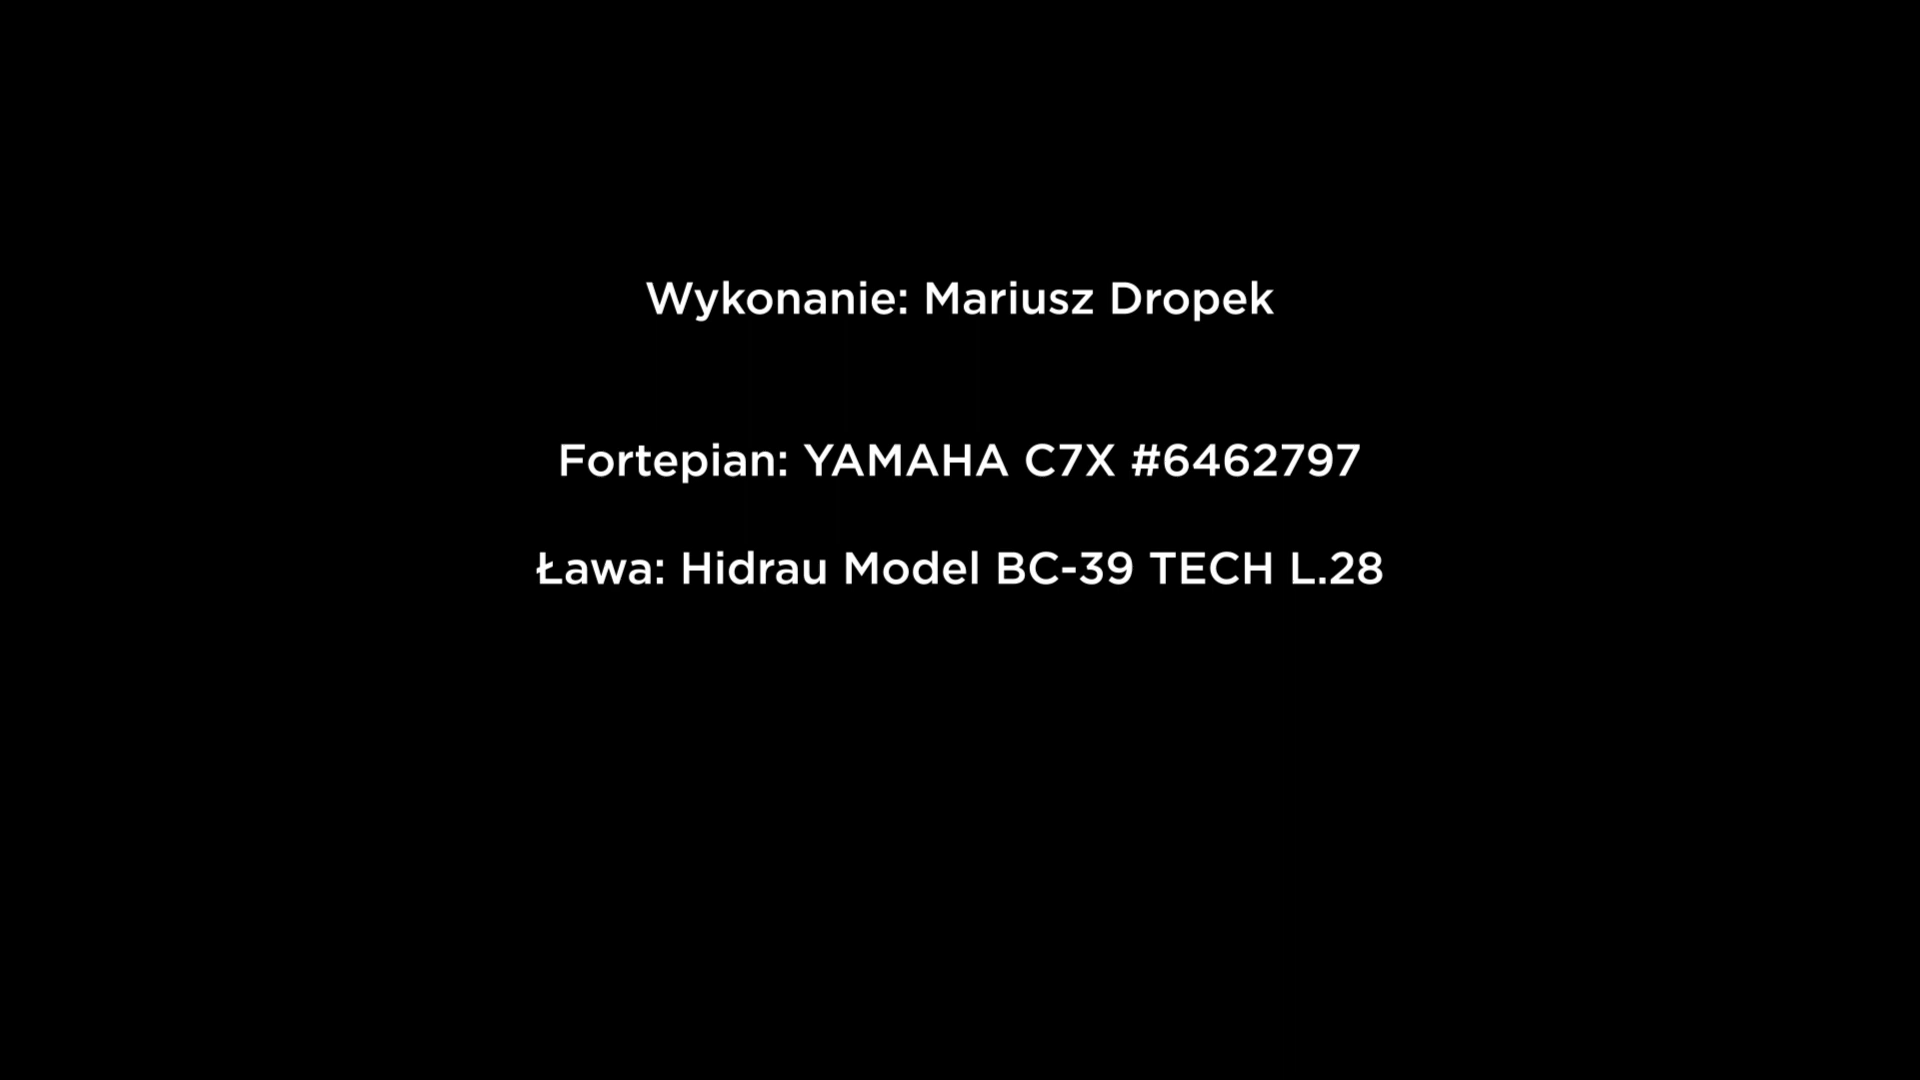 Wykonanie: Mariusz Dropek
Fortepian: YAMAHA C7X #6462797
Ława: Hidrau Model BC-39 TECH L.28